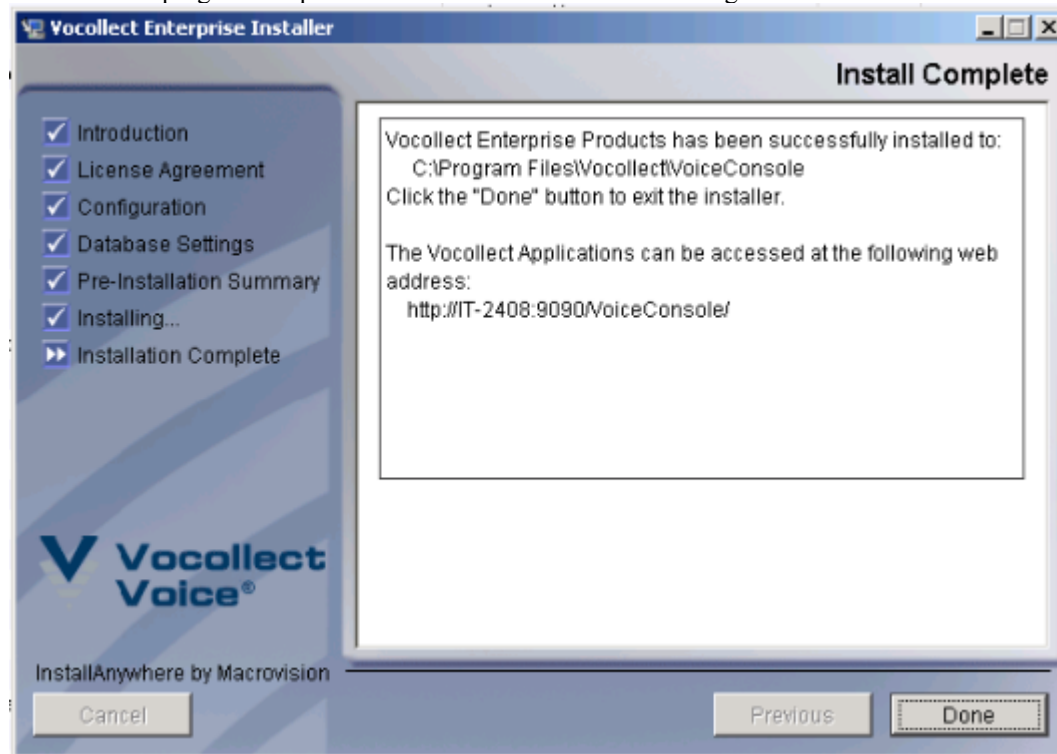 Vocollect Enterprise Installer
Install Complete
Introduction
License Agreement
Configuration
Database Settings
Pre-Installation Summary
Installing...
Installation Complete
Vocollect Enterprise Products has been successfully installed to:
C:\Program Files\Vocollect\VoiceConsole
Click the "Done" button to exit the installer.
The Vocollect Applications can be accessed at the following web
address:
http://IT-2408:9090/VoiceConsole/
Vocollect
Voice®
InstallAnywhere by Macrovision
Cancel
Previous
Done